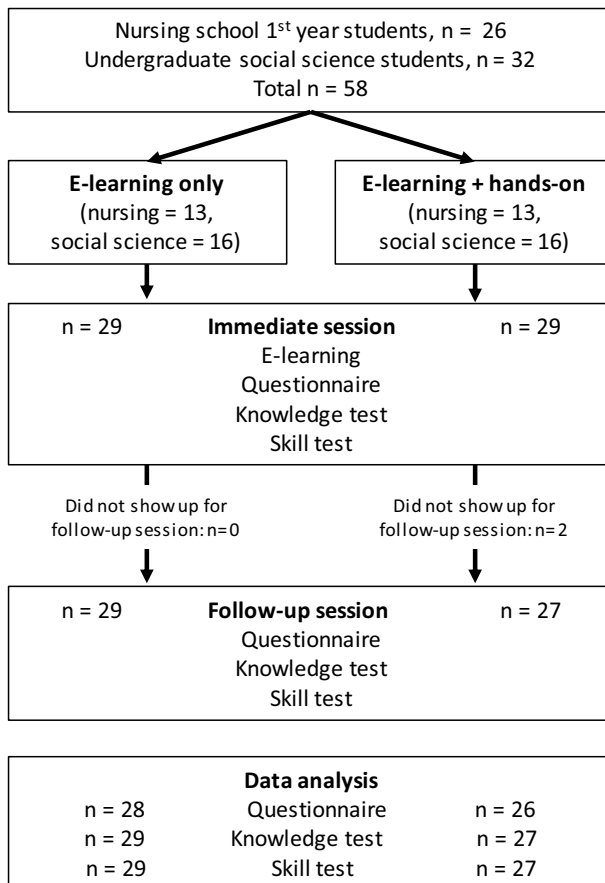 Nursing school 1st year students, n = 26
Undergraduate social science students, n = 32
Total n = 58
E-learning only
(nursing = 13,
social science = 16)
E-learning + hands-on
(nursing = 13,
social science = 16)
n = 29 Immediate session n = 29
E-learning
Questionnaire
Knowledge test
Skill test
Did not show up for
follow-up session: n=0
Did not show up for
follow-up session: n=2
n = 29 Follow-up session n = 27
Questionnaire
Knowledge test
Skill test
Data analysis
n = 28 Questionnaire n = 26
n = 29 Knowledge test n = 27
n = 29 Skill test n = 27